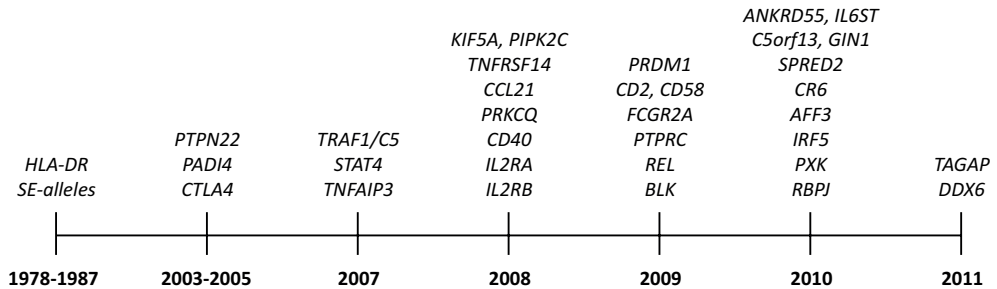 HLA-DR
SE-alleles
PTPN22
PADI4
CTLA4
TRAF1/C5
STAT4
TNFAIP3
KIF5A, PIPK2C
TNFRSF14
CCL21
PRKCQ
CD40
IL2RA
IL2RB
PRDM1
CD2, CD58
FCGR2A
PTPRC
REL
BLK
ANKRD55, IL6ST
C5orf13, GIN1
SPRED2
CR6
AFF3
IRF5
PXK
RBPJ
TAGAP
DDX6
1978-1987
2003-2005
2007
2008
2009
2010
2011